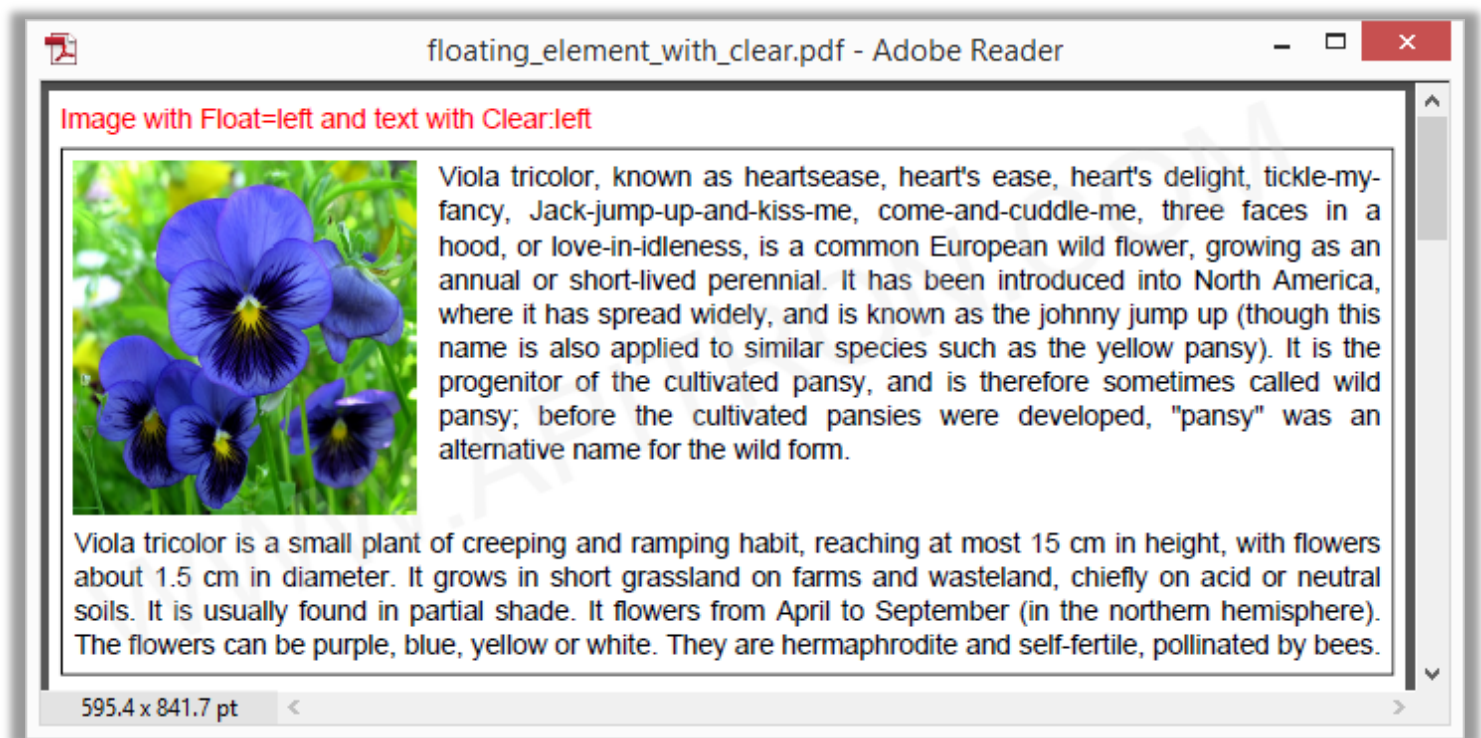 floating_element_with_clear.pdf - Adobe Reader
Image with Float=left and text with Clear:left
Viola tricolor, known as heartsease, heart's ease, heart's delight, tickle-my-
fancy, Jack-jump-up-and-kiss-me, come-and-cuddle-me, three faces in a
hood, or love-in-idleness, is a common European wild flower, growing as an
annual or short-lived perennial. It has been introduced into North America,
where it has spread widely, and is known as the johnny jump up (though this
name is also applied to similar species such as the yellow pansy). It is the
progenitor of the cultivated pansy, and is therefore sometimes called wild
pansy; before the cultivated pansies were developed, "pansy" was an
alternative name for the wild form.
Viola tricolor is a small plant of creeping and ramping habit, reaching at most 15 cm in height, with flowers
about 1.5 cm in diameter. It grows in short grassland on farms and wasteland, chiefly on acid or neutral
soils. It is usually found in partial shade. It flowers from April to September (in the northern hemisphere).
The flowers can be purple, blue, yellow or white. They are hermaphrodite and self-fertile, pollinated by bees.
595.4 x 841.7 pt
WWW.APITRON.COM